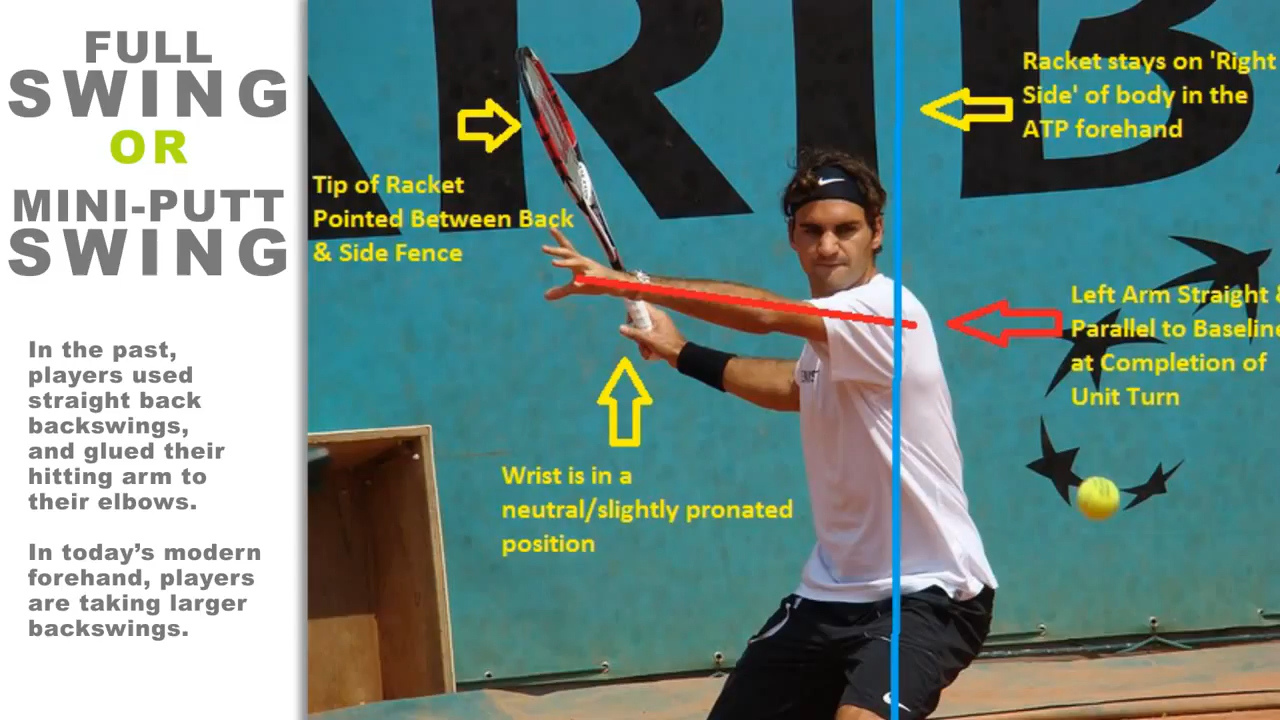 FULL
SWING
OR
MINI-PUTT
SWING
In the past,
players used
straight back
backswings,
and glued their
hitting arm to
their elbows.
In today’s modern
forehand, players
are taking larger
backswings.
Tip of Racket
Pointed Between Back
& Side Fence
Racket stays on 'Right
Side' of body in the
ATP forehand
Left Arm Straight &
Parallel to Baseline
at Completion of
Unit Turn
Wrist is in a
neutral/slightly pronated
position
ARIB